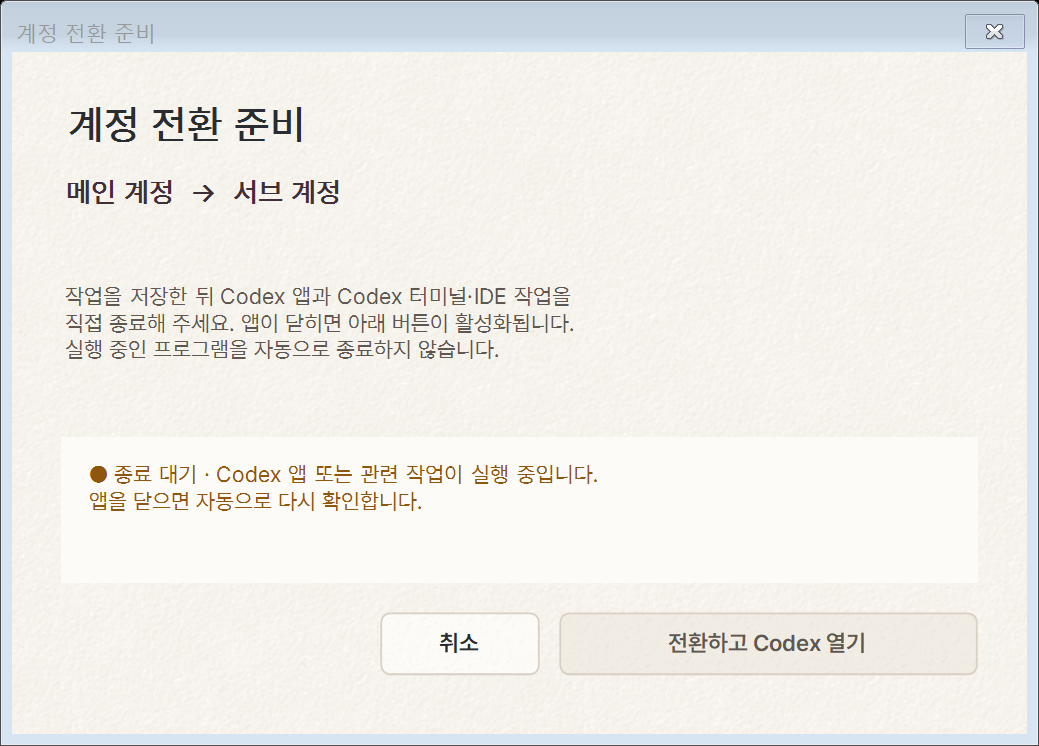 계정 전환 준비
계정 전환 준비
메인 계정 → 서브 계정
작업을 저장한 뒤 Codex 앱과 Codex 터미널·IDE 작업을
직접 종료해 주세요. 앱이 닫히면 아래 버튼이 활성화됩니다.
실행 중인 프로그램을 자동으로 종료하지 않습니다.
● 종료 대기 · Codex 앱 또는 관련 작업이 실행 중입니다.
앱을 닫으면 자동으로 다시 확인합니다.
취소
전환하고 Codex 열기